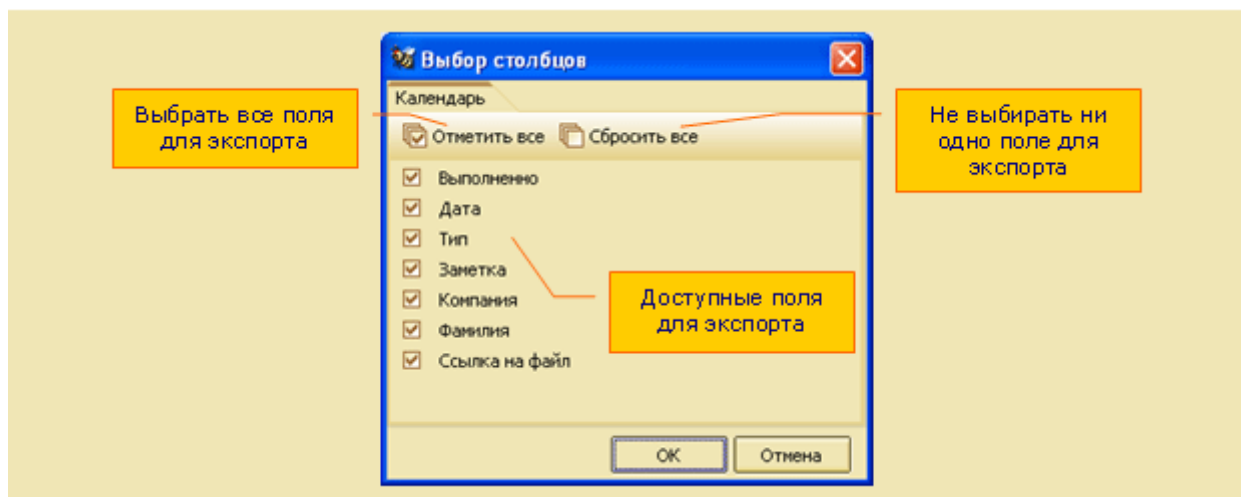 Выбор столбцов
Календарь
Выбрать все поля
для экспорта
Отметить все Сбросить все
Не выбирать ни
одно поле для
экспорта
Выполненно
Дата
Тип
Заметка
Компания
Фамилия
Ссылка на файл
Доступные поля
для экспорта
OK Отмена